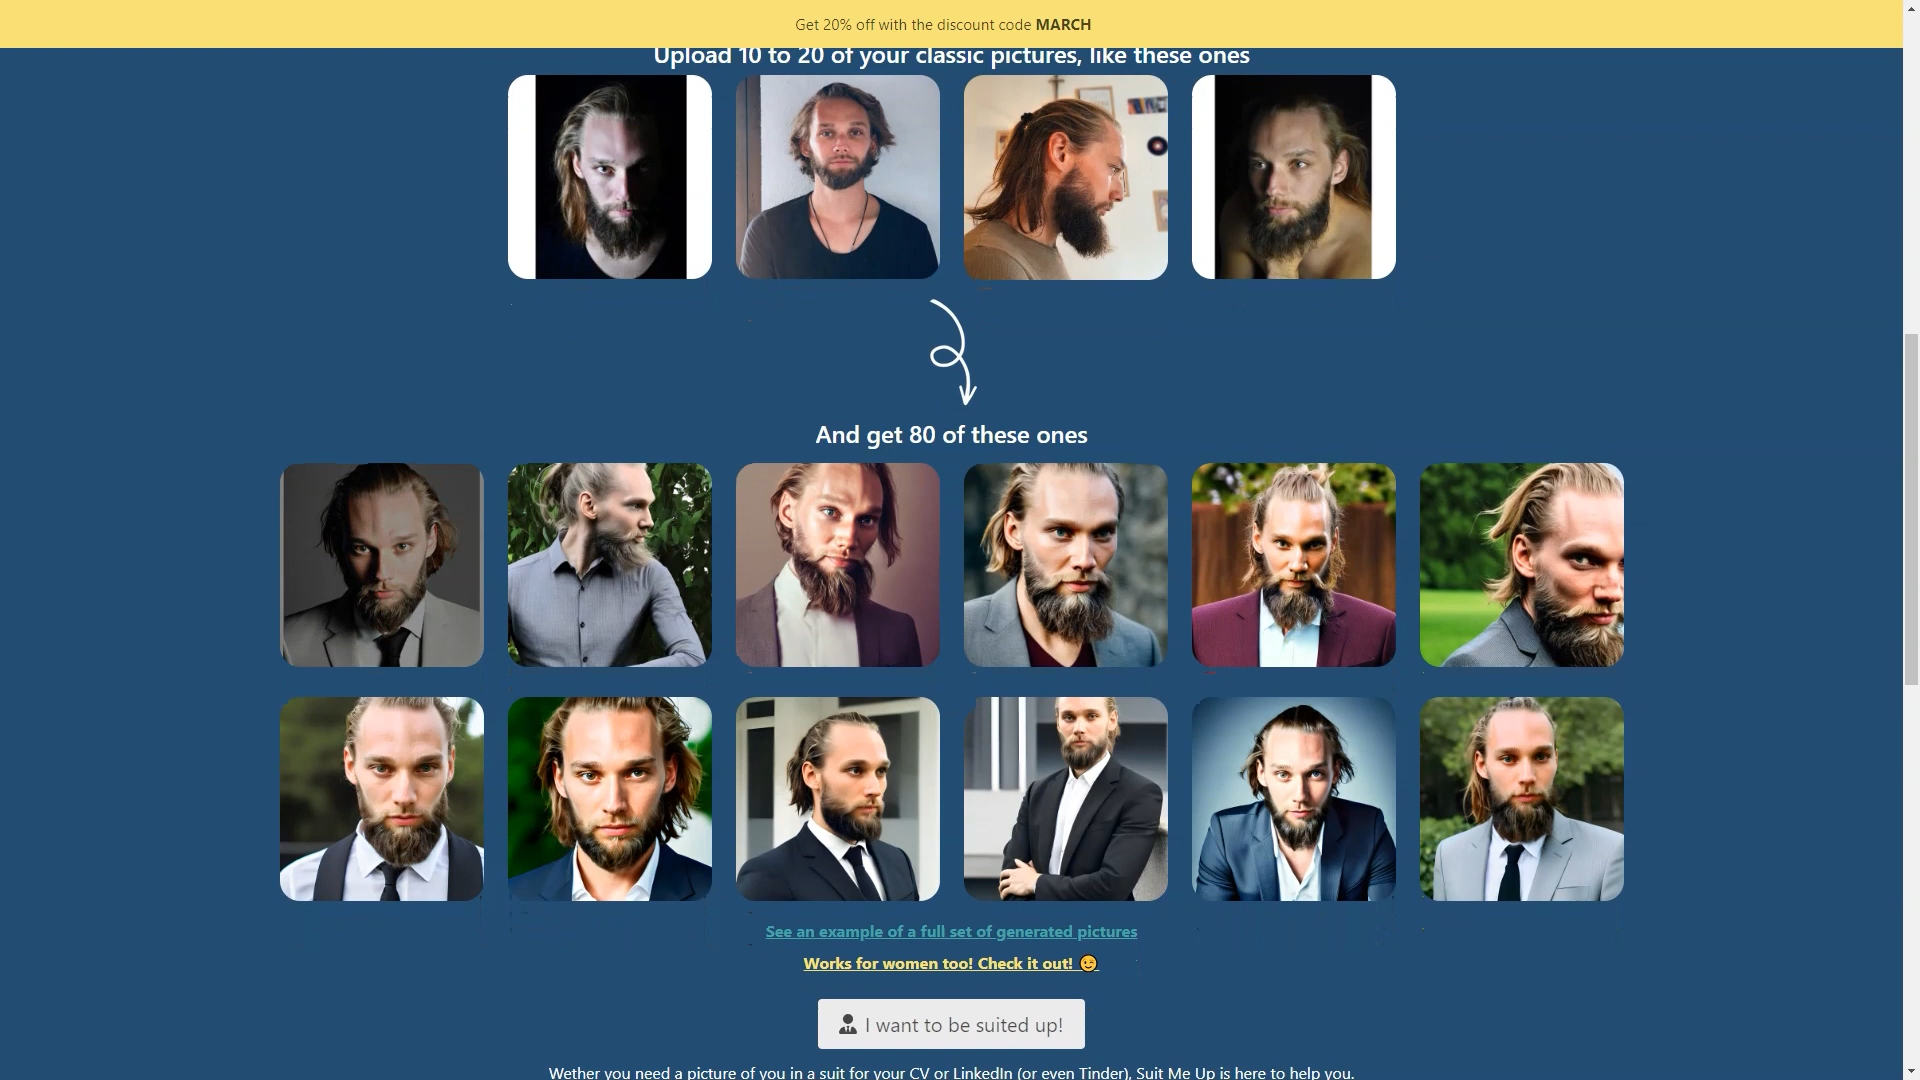 Get 20% off with the discount code MARCH
Upload 10 to 20 of your classic pictures, like these ones
And get 80 of these ones
See an example of a full set of generated pictures
Works for women too! Check it out! 😉
I want to be suited up!
Wether you need a picture of you in a suit for your CV or LinkedIn (or even Tinder), Suit Me Up is here to help you.